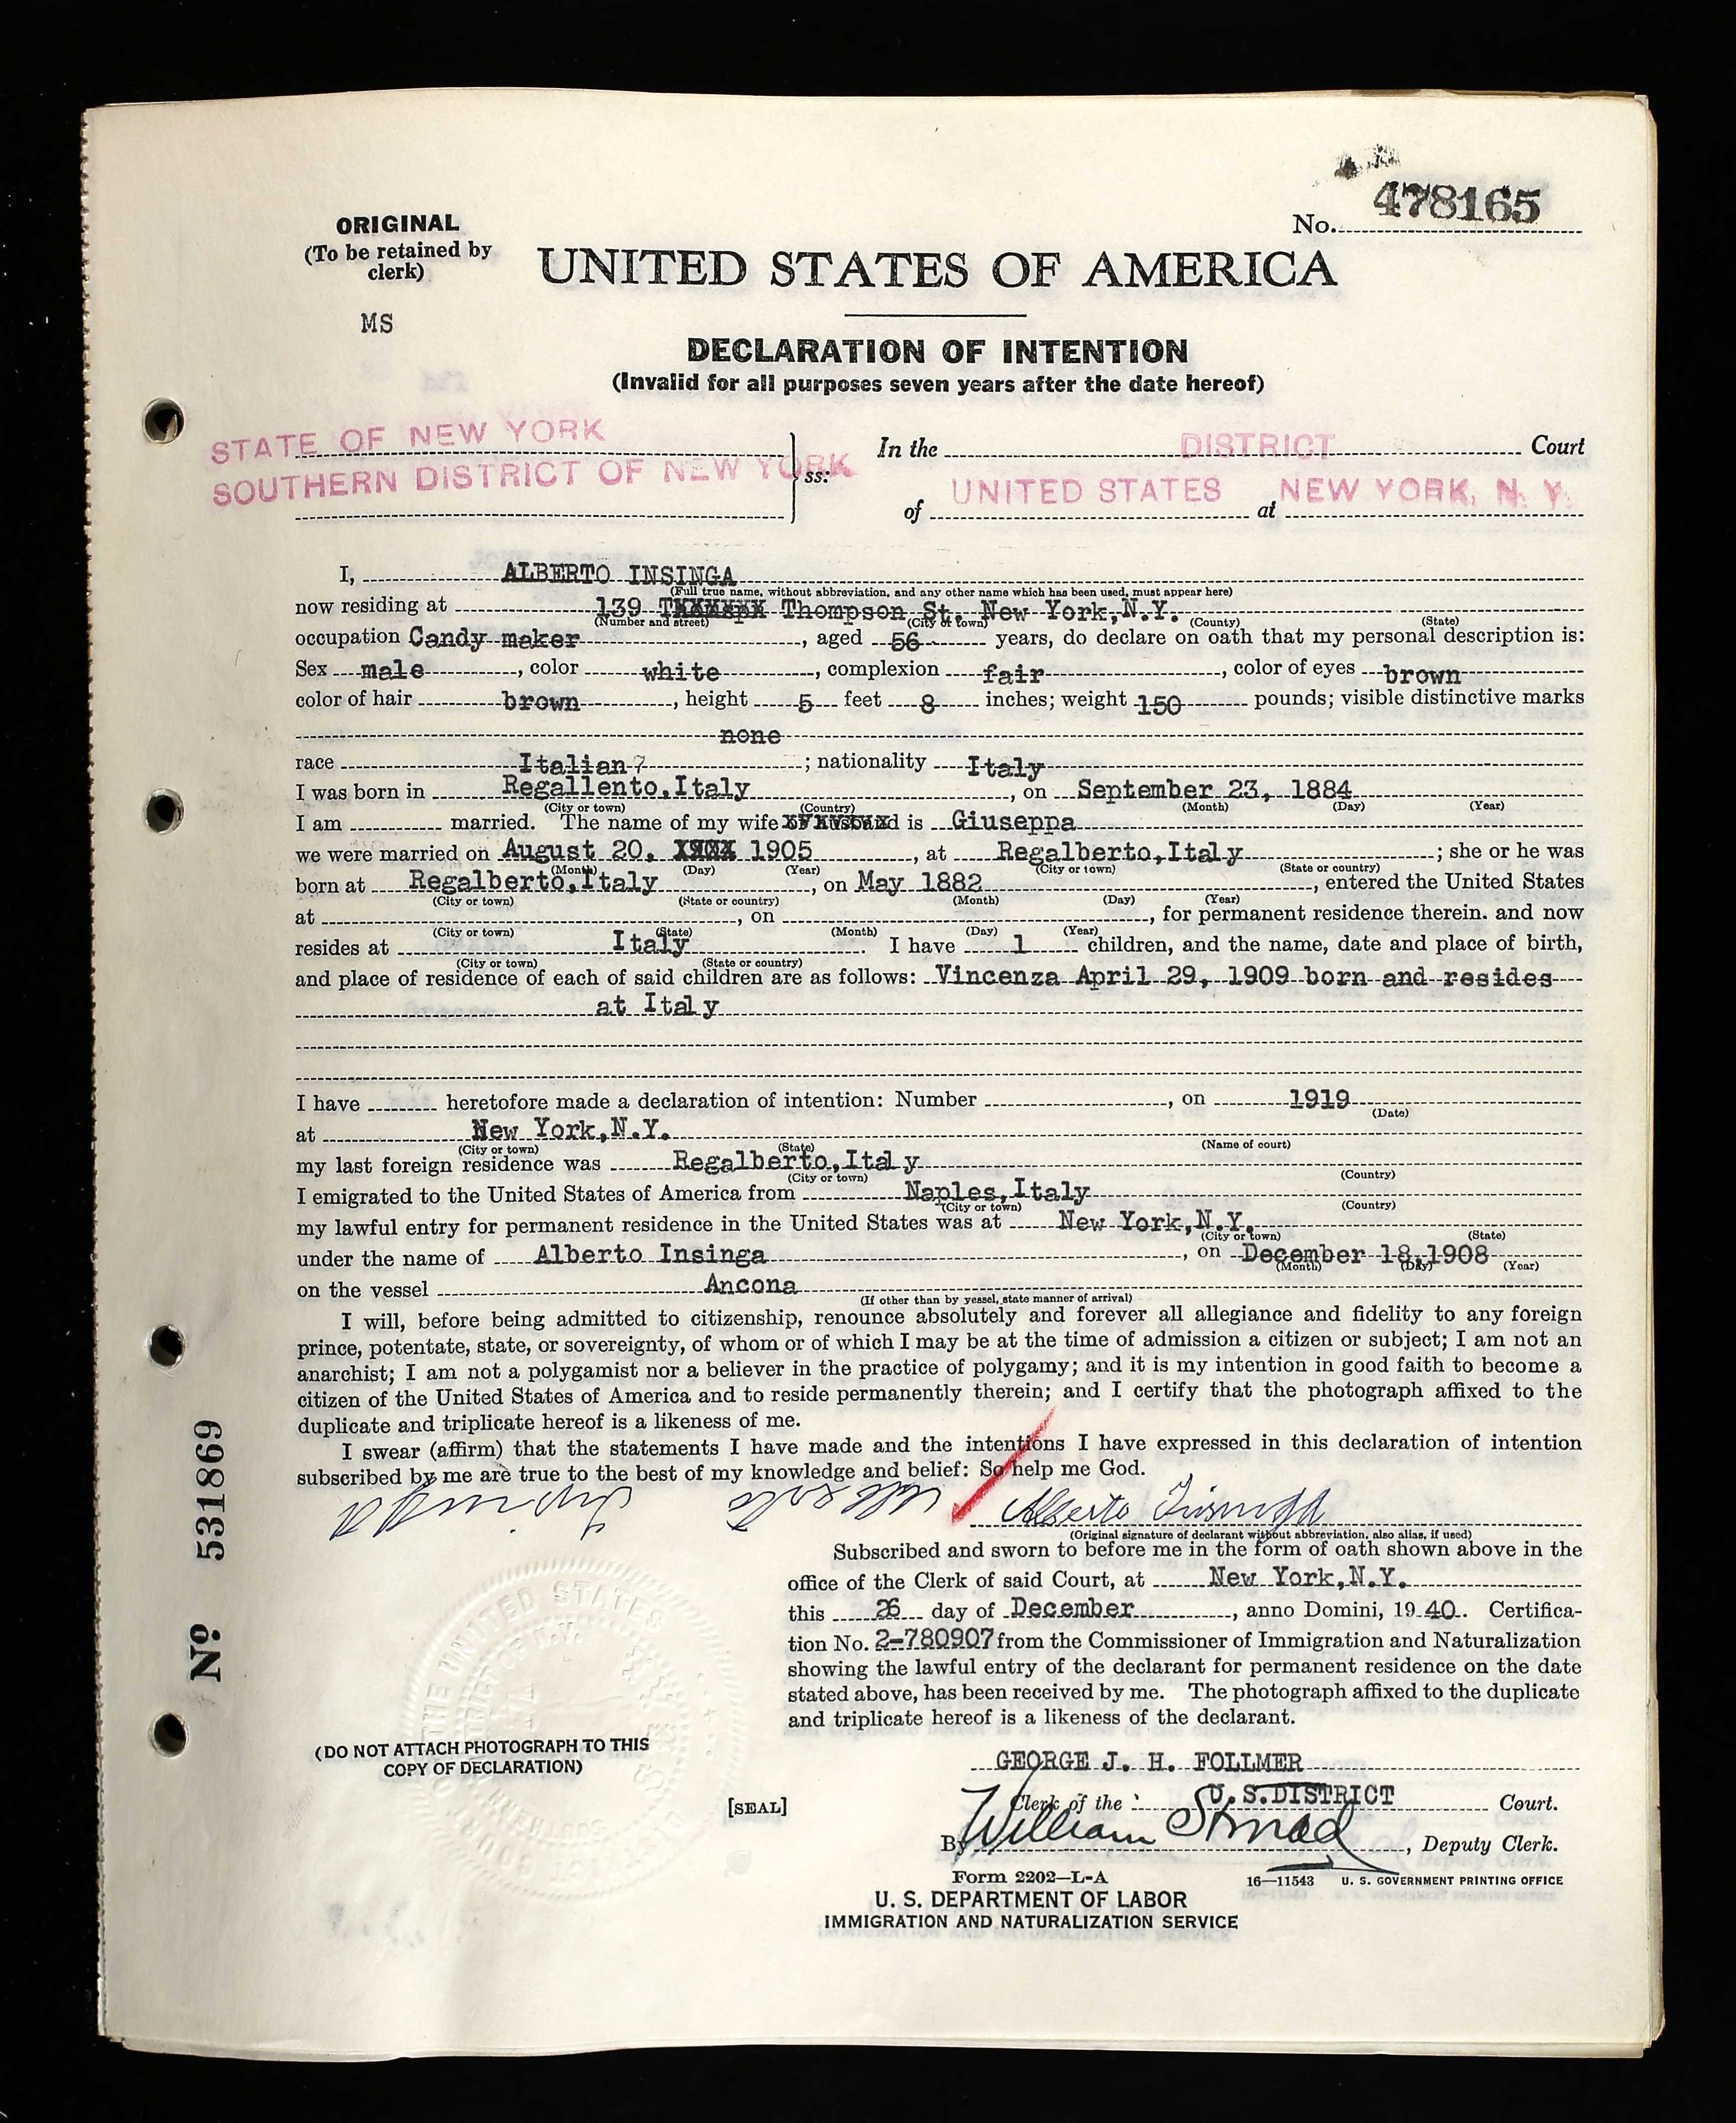 No. 478165
ORIGINAL
(To be retained by
clerk)
UNITED STATES OF AMERICA
MS
DECLARATION OF INTENTION
(Invalid for all purposes seven years after the date hereof)
STATE OF NEW YORK
SOUTHERN DISTRICT OF NEW YORK
ss:
In the DISTRICT Court
of UNITED STATES at NEW YORK, N. Y.
I, ALBERTO INSINGA
(Full true name, without abbreviation, and any other name which has been used, must appear here)
now residing at 139 Thompson St. New York,N.Y.
(Number and street) (City or town) (County) (State)
occupation Candy maker, aged 56 years, do declare on oath that my personal description is:
Sex male, color white, complexion fair, color of eyes brown
color of hair brown, height 5 feet 8 inches; weight 150 pounds; visible distinctive marks
none
race Italian; nationality Italy
I was born in Regallento,Italy, on September 23, 1884
(City or town) (Country) (Month) (Day) (Year)
I am married. The name of my wife or husband is Giuseppa
we were married on August 20, 1904 1905, at Regalberto,Italy; she or he was
(Month) (Day) (Year) (City or town) (State or country)
born at Regalberto,Italy, on May 1882, entered the United States
(City or town) (State or country) (Month) (Day) (Year)
at , on , for permanent residence therein. and now
(City or town) (State) (Month) (Day) (Year)
resides at Italy. I have 1 children, and the name, date and place of birth,
(City or town) (State or country)
and place of residence of each of said children are as follows: Vincenza April 29, 1909 born and resides
at Italy
I have heretofore made a declaration of intention: Number , on 1919
(Date)
at New York,N.Y.
(City or town) (State) (Name of court)
my last foreign residence was Regalberto,Italy
(City or town) (Country)
I emigrated to the United States of America from Naples,Italy
(City or town) (Country)
my lawful entry for permanent residence in the United States was at New York,N.Y.
(City or town) (State)
under the name of Alberto Insinga, on December 18,1908
(Month) (Day) (Year)
on the vessel Ancona
(If other than by vessel, state manner of arrival)
I will, before being admitted to citizenship, renounce absolutely and forever all allegiance and fidelity to any foreign
prince, potentate, state, or sovereignty, of whom or of which I may be at the time of admission a citizen or subject; I am not an
anarchist; I am not a polygamist nor a believer in the practice of polygamy; and it is my intention in good faith to become a
citizen of the United States of America and to reside permanently therein; and I certify that the photograph affixed to the
duplicate and triplicate hereof is a likeness of me.
I swear (affirm) that the statements I have made and the intentions I have expressed in this declaration of intention
subscribed by me are true to the best of my knowledge and belief: So help me God.
Alberto Insinga
(Original signature of declarant without abbreviation, also alias, if used)
Subscribed and sworn to before me in the form of oath shown above in the
office of the Clerk of said Court, at New York,N.Y.
this 26 day of December, anno Domini, 19 40. Certifica-
tion No. 2-780907 from the Commissioner of Immigration and Naturalization
showing the lawful entry of the declarant for permanent residence on the date
stated above, has been received by me. The photograph affixed to the duplicate
and triplicate hereof is a likeness of the declarant.
No. 531869
(DO NOT ATTACH PHOTOGRAPH TO THIS
COPY OF DECLARATION)
[SEAL]
GEORGE J. H. FOLLMER
Clerk of the U.S.DISTRICT Court.
By William Strnad, Deputy Clerk.
Form 2202—L-A
16—11543 U. S. GOVERNMENT PRINTING OFFICE
U. S. DEPARTMENT OF LABOR
IMMIGRATION AND NATURALIZATION SERVICE